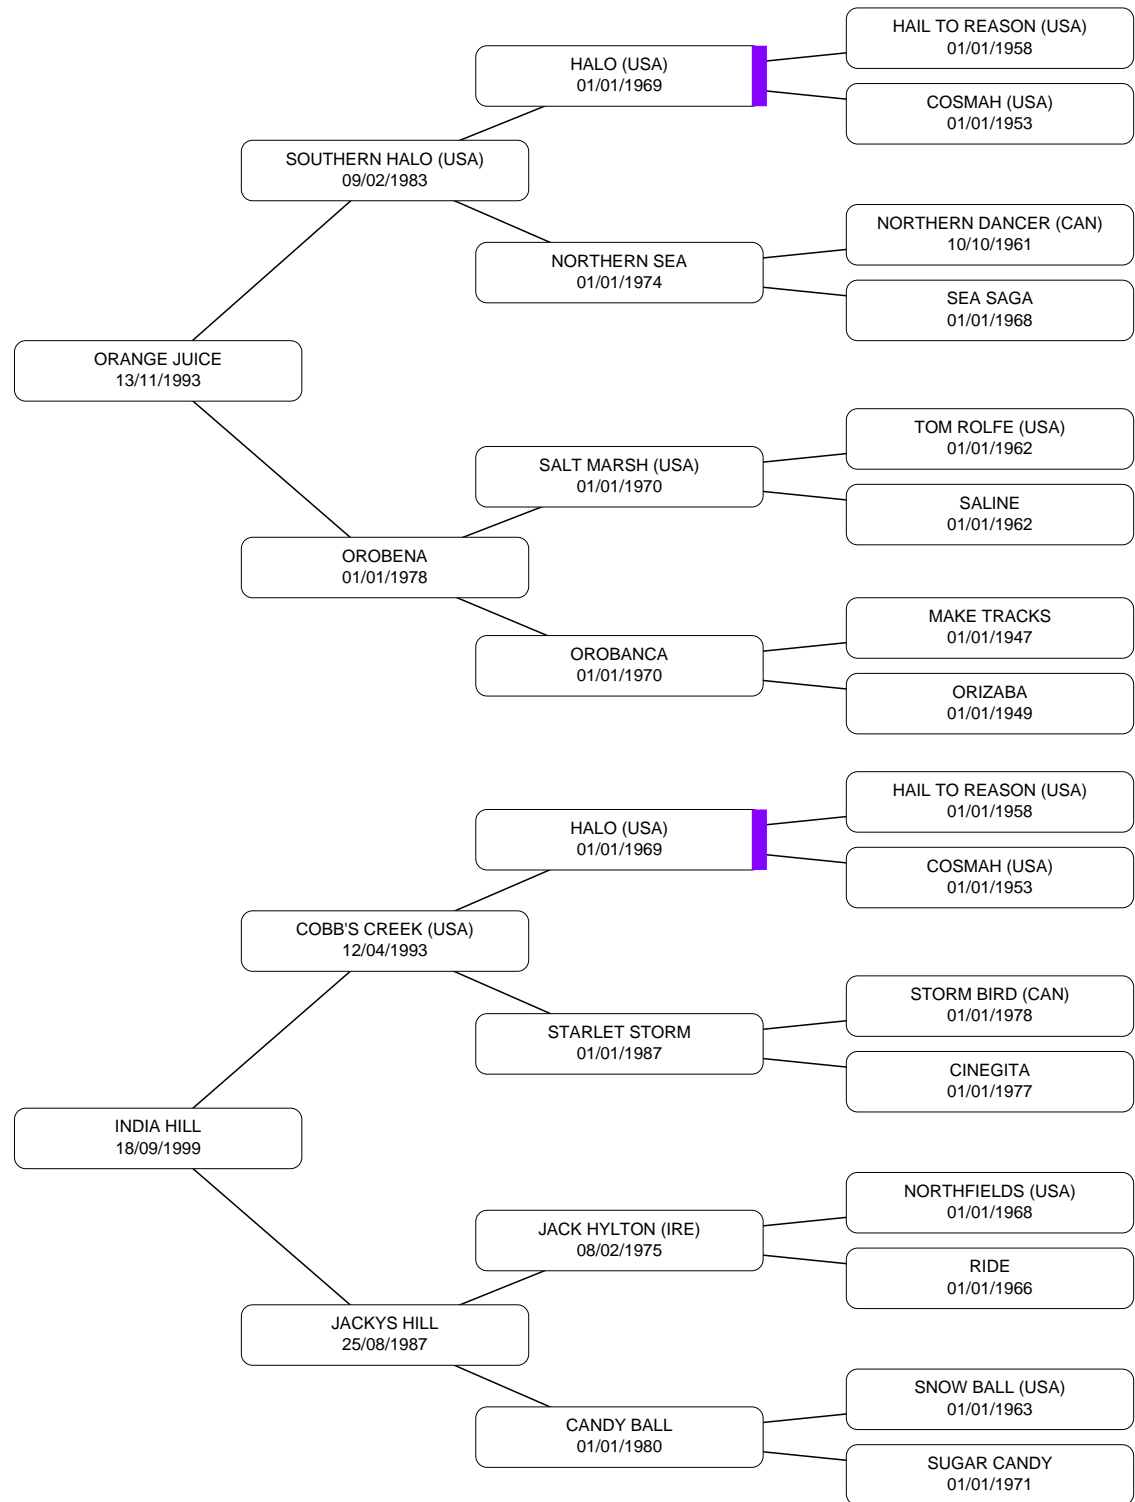 HAIL TO REASON (USA)
01/01/1958
HALO (USA)
01/01/1969
COSMAH (USA)
01/01/1953
SOUTHERN HALO (USA)
09/02/1983
NORTHERN DANCER (CAN)
10/10/1961
NORTHERN SEA
01/01/1974
SEA SAGA
01/01/1968
ORANGE JUICE
13/11/1993
TOM ROLFE (USA)
01/01/1962
SALT MARSH (USA)
01/01/1970
SALINE
01/01/1962
OROBENA
01/01/1978
MAKE TRACKS
01/01/1947
OROBANCA
01/01/1970
ORIZABA
01/01/1949
HAIL TO REASON (USA)
01/01/1958
HALO (USA)
01/01/1969
COSMAH (USA)
01/01/1953
COBB'S CREEK (USA)
12/04/1993
STORM BIRD (CAN)
01/01/1978
STARLET STORM
01/01/1987
CINEGITA
01/01/1977
INDIA HILL
18/09/1999
NORTHFIELDS (USA)
01/01/1968
JACK HYLTON (IRE)
08/02/1975
RIDE
01/01/1966
JACKYS HILL
25/08/1987
SNOW BALL (USA)
01/01/1963
CANDY BALL
01/01/1980
SUGAR CANDY
01/01/1971